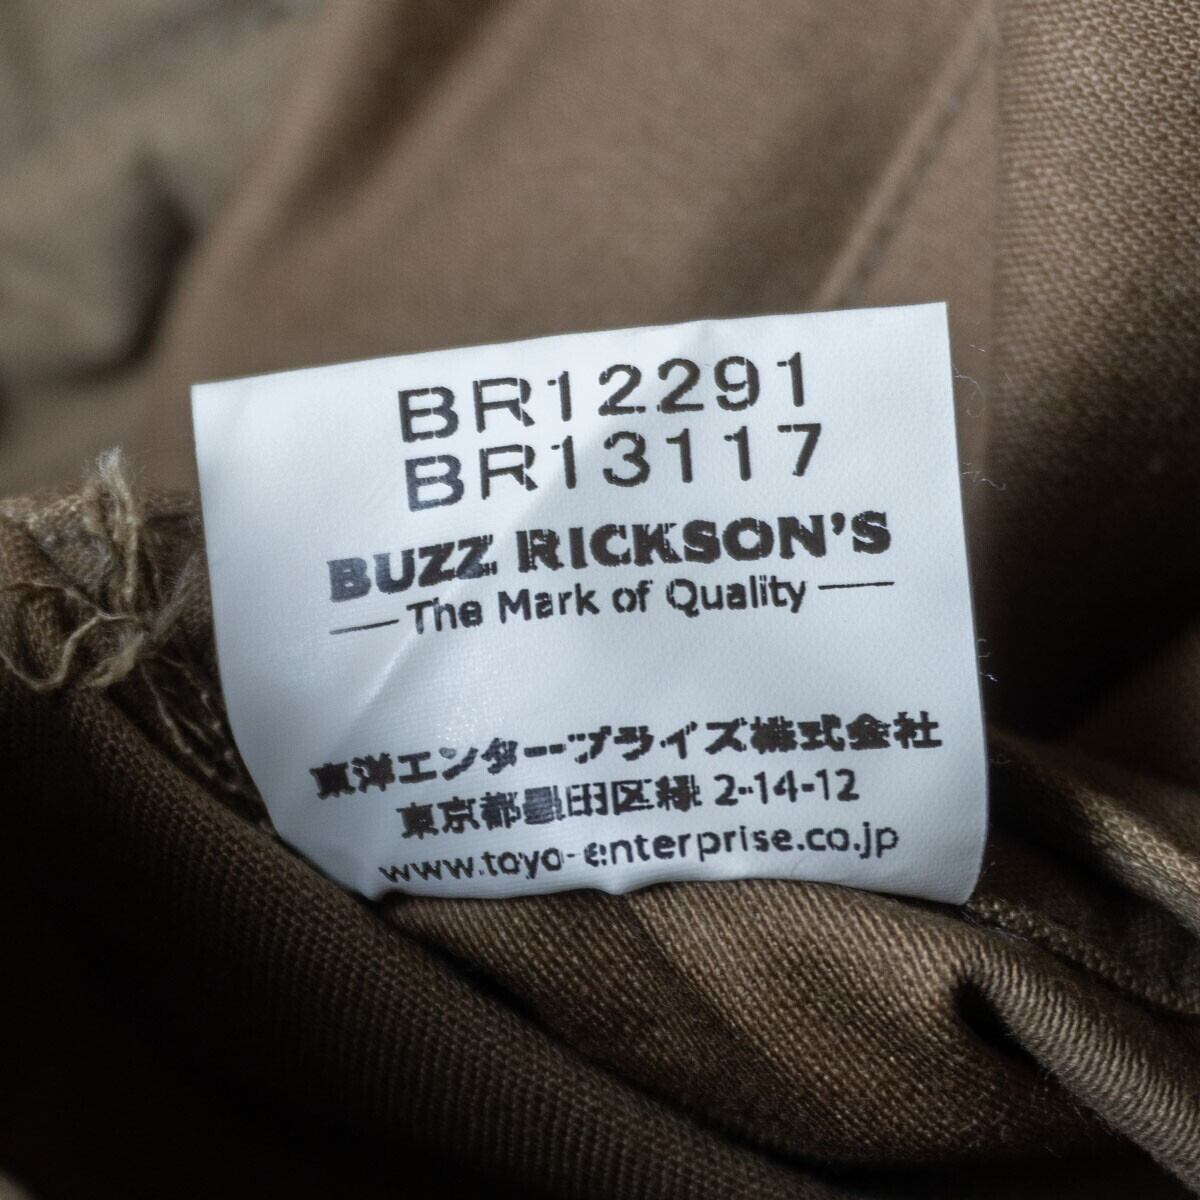 BR12291
BR13117
BUZZ RICKSON'S
The Mark of Quality
東洋エンタープライズ株式会社
東京都墨田区緑 2-14-12
www.toyo-enterprise.co.jp